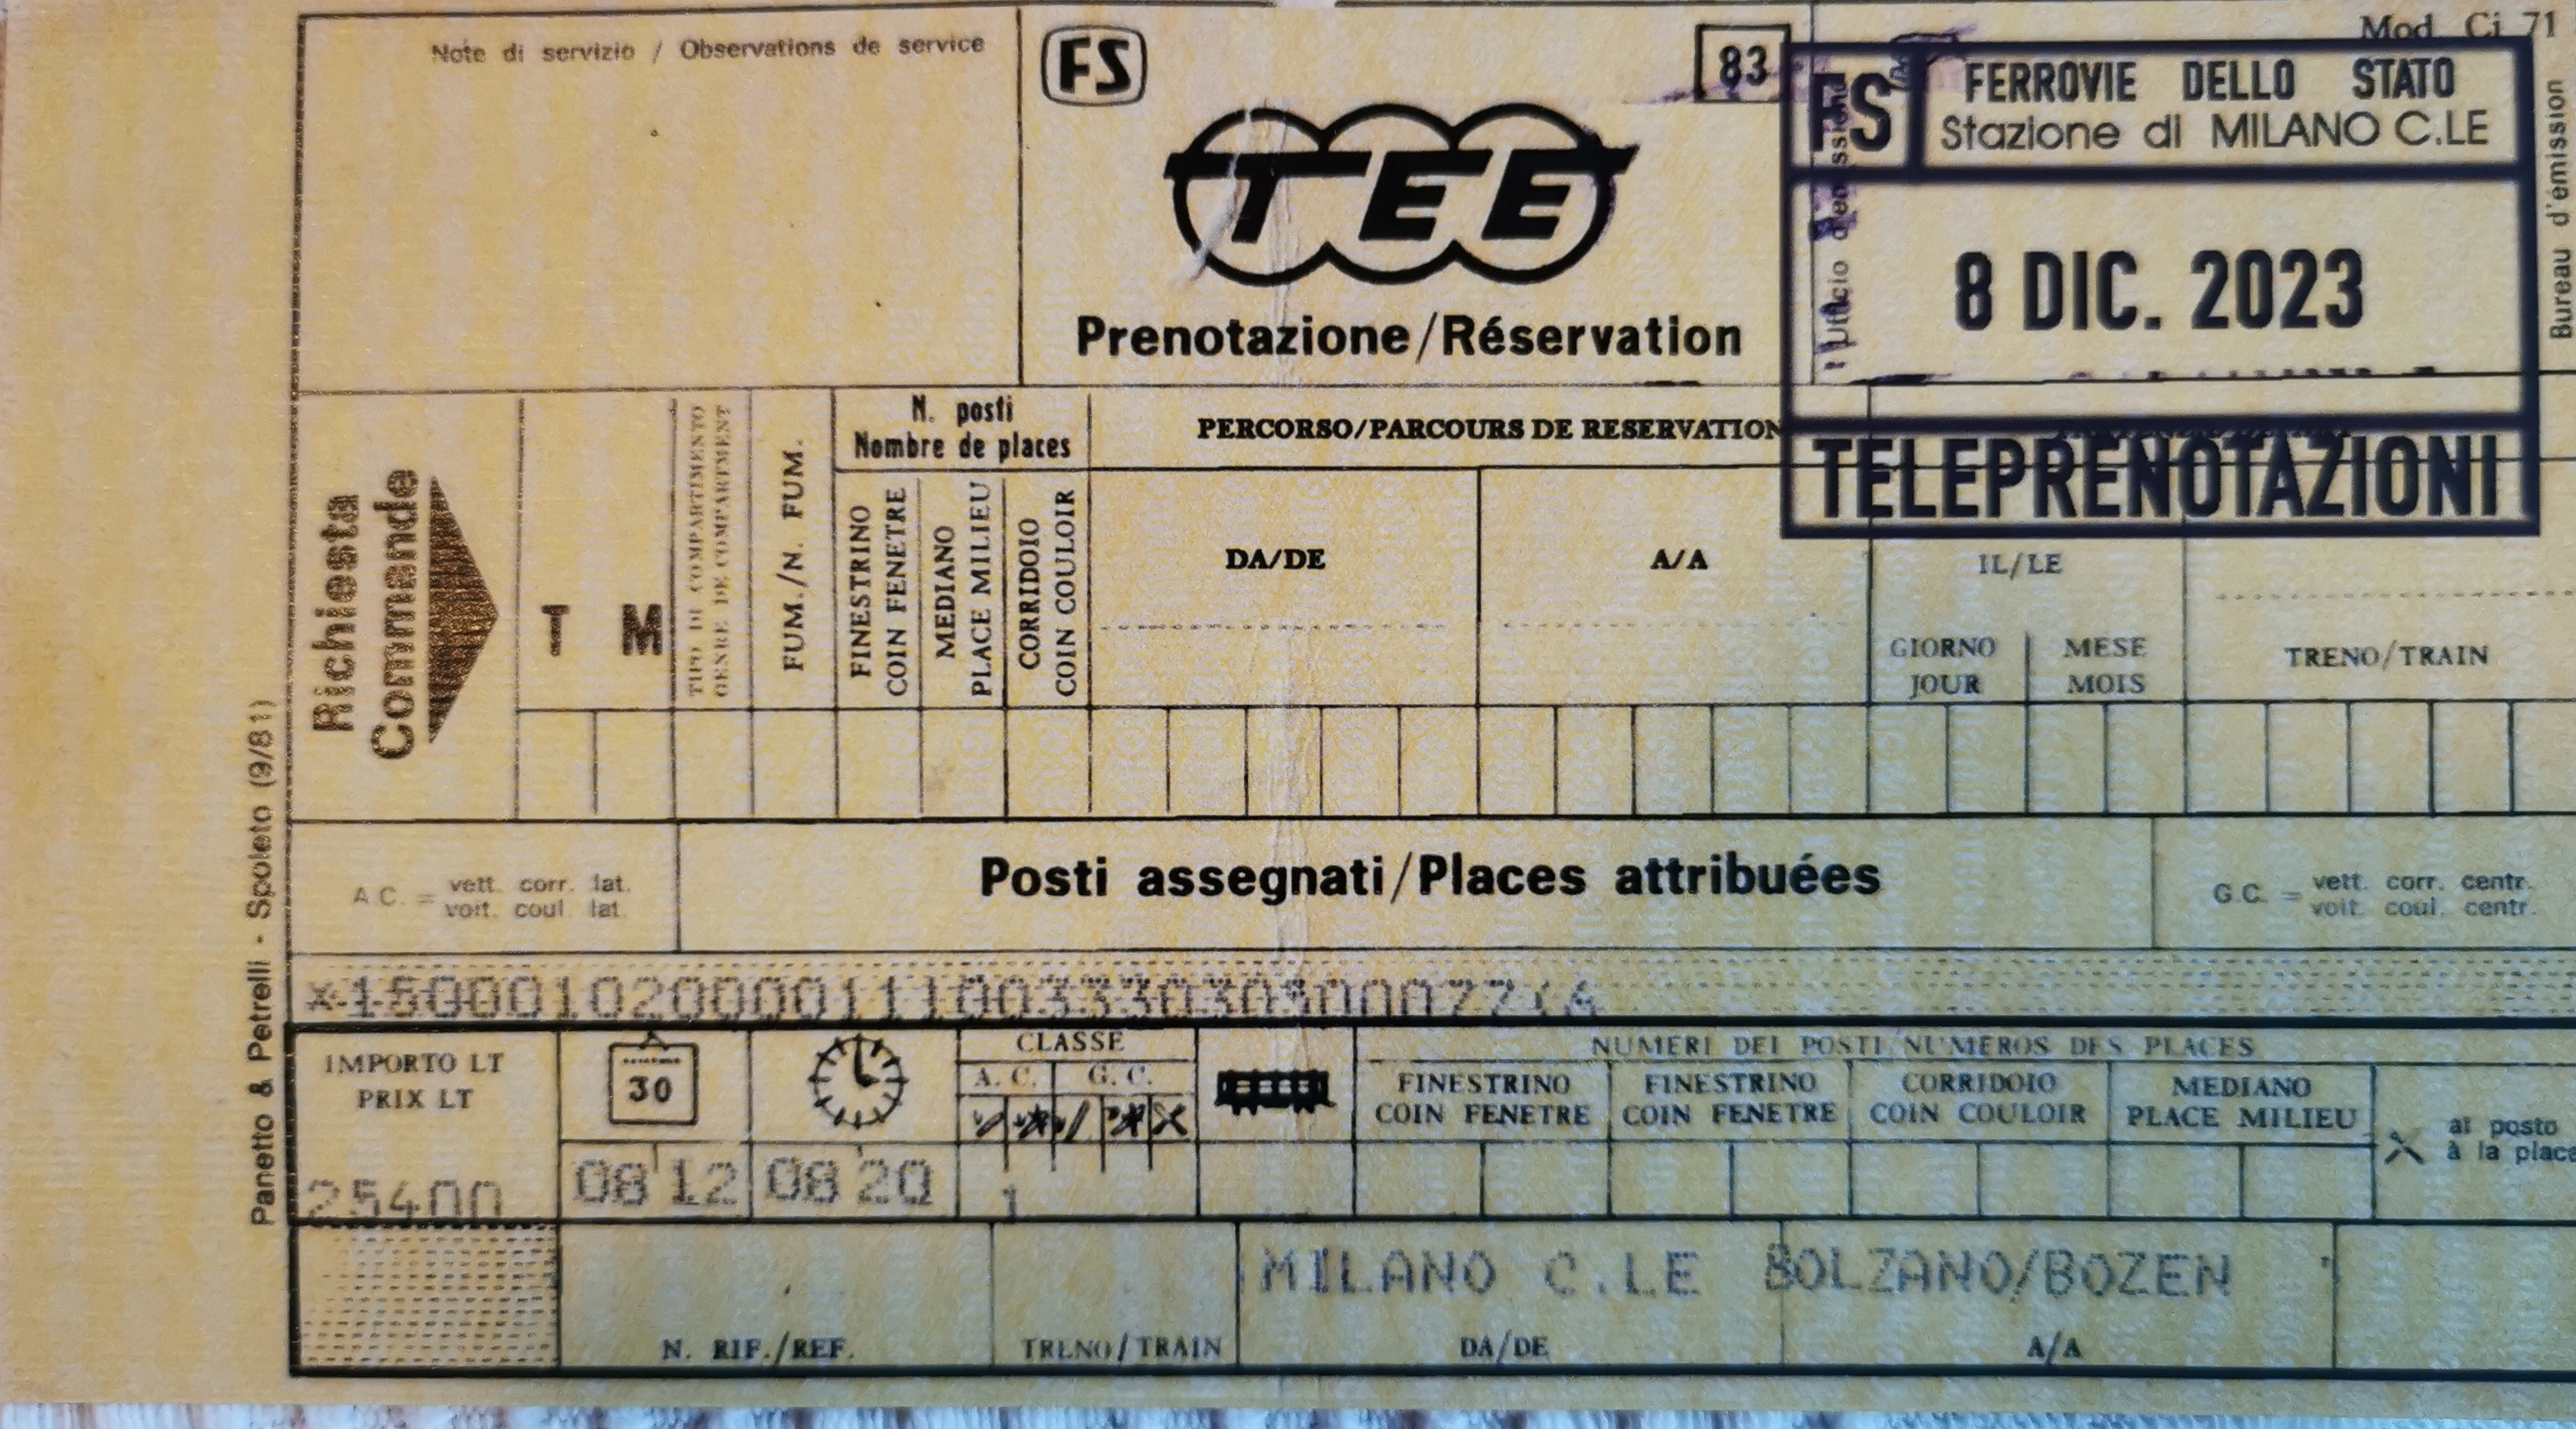 Note di servizio / Observations de service
FS
83
Mod. Ci 71
TEE
Prenotazione/Réservation
FS
FERROVIE DELLO STATO
Stazione di MILANO C.LE
8 DIC. 2023
TELEPRENOTAZIONI
Bureau d'émission
Richiesta
Commande
T M
TIPO DI COMPARTIMENTO
GENRE DE COMPARTMENT
FUM./N. FUM.
N. posti
Nombre de places
FINESTRINO
COIN FENETRE
MEDIANO
PLACE MILIEU
CORRIDOIO
COIN COULOIR
PERCORSO/PARCOURS DE RESERVATION
DA/DE
A/A
IL/LE
GIORNO
JOUR
MESE
MOIS
TRENO/TRAIN
A.C. = vett. corr. lat.
voit. coul. lat.
Posti assegnati/Places attribuées
G.C. = vett. corr. centr.
voit. coul. centr.
Panetto & Petrelli - Spoleto (9/81)
IMPORTO LT
PRIX LT
30
CLASSE
A. C. G. C.
NUMERI DEI POSTI/NUMEROS DES PLACES
FINESTRINO
COIN FENETRE
FINESTRINO
COIN FENETRE
CORRIDOIO
COIN COULOIR
MEDIANO
PLACE MILIEU
al posto
à la place
25400
08 12
08 20
1
MILANO C.LE BOLZANO/BOZEN
N. RIF./REF.
TRENO/TRAIN
DA/DE
A/A